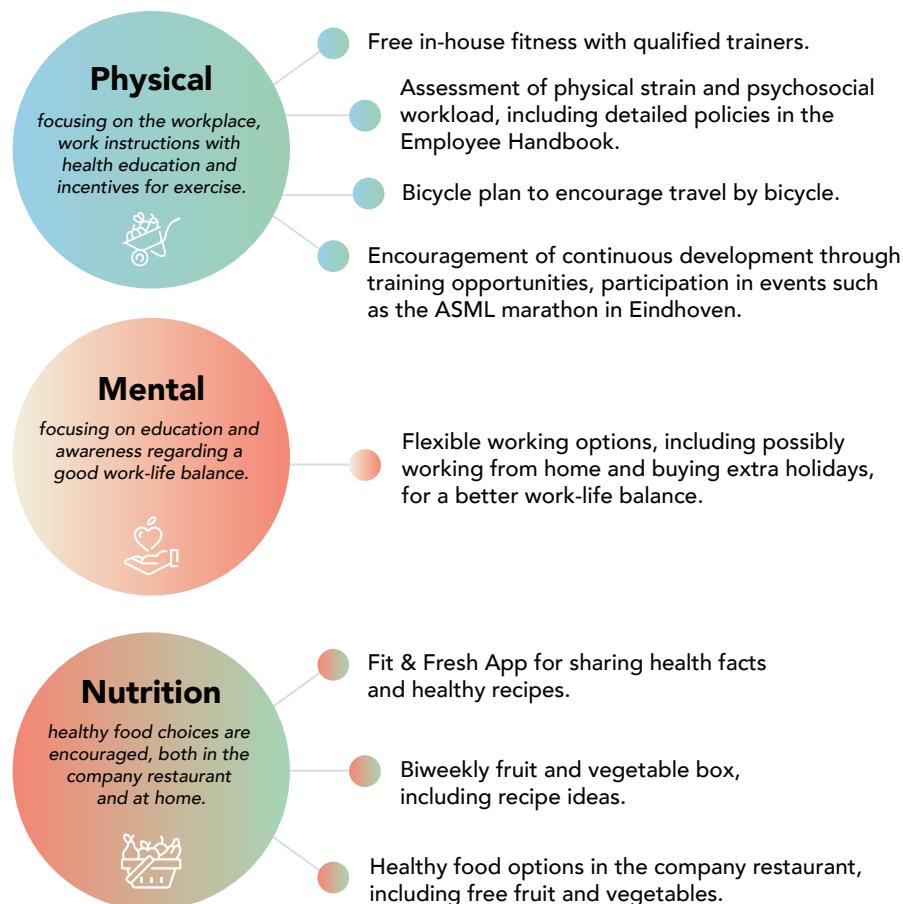 Physical
focusing on the workplace,
work instructions with
health education and
incentives for exercise.
Free in-house fitness with qualified trainers.
Assessment of physical strain and psychosocial
workload, including detailed policies in the
Employee Handbook.
Bicycle plan to encourage travel by bicycle.
Encouragement of continuous development through
training opportunities, participation in events such
as the ASML marathon in Eindhoven.
Mental
focusing on education and
awareness regarding a
good work-life balance.
Flexible working options, including possibly
working from home and buying extra holidays,
for a better work-life balance.
Nutrition
healthy food choices are
encouraged, both in the
company restaurant
and at home.
Fit & Fresh App for sharing health facts
and healthy recipes.
Biweekly fruit and vegetable box,
including recipe ideas.
Healthy food options in the company restaurant,
including free fruit and vegetables.